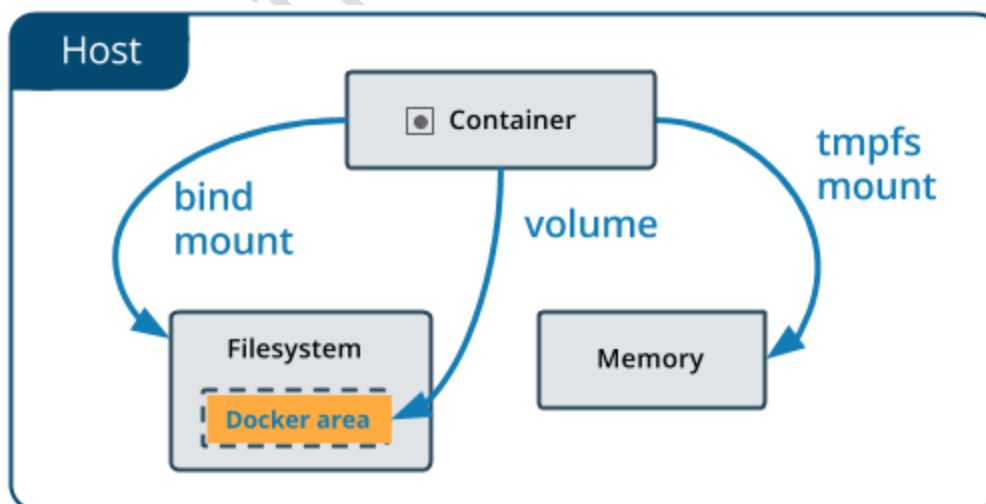 Host
Container
tmpfs
mount
bind
mount
volume
Filesystem
Memory
Docker area